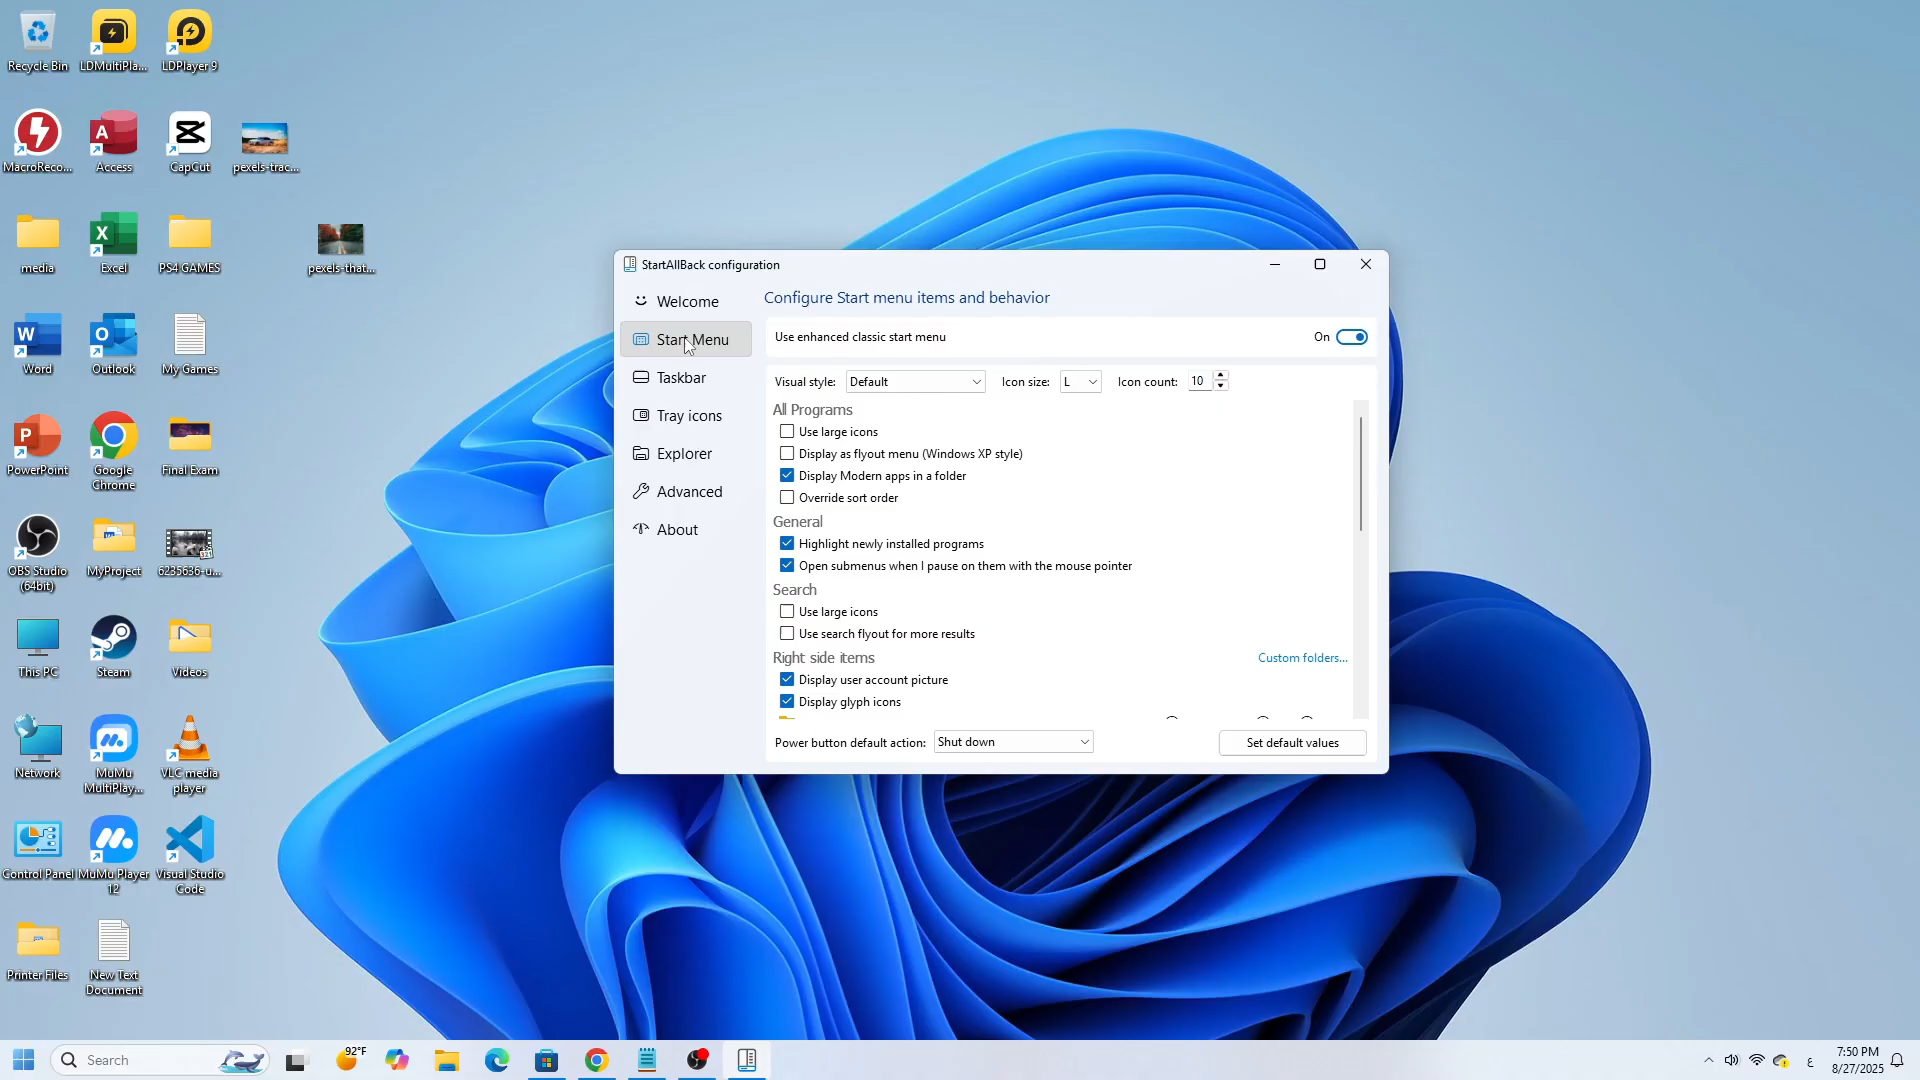 Recycle Bin
LDMultiPla...
LDPlayer 9
MacroReco...
Access
CapCut
pexels-trac...
media
Excel
PS4 GAMES
pexels-that...
Word
Outlook
My Games
PowerPoint
Google
Chrome
Final Exam
OBS Studio
(64bit)
MyProject
6235636-u...
This PC
Steam
Videos
Network
MuMu
MultiPlay...
VLC media
player
Control Panel
MuMu Player
12
Visual Studio
Code
Printer Files
New Text
Document
StartAllBack configuration
Welcome
Start Menu
Taskbar
Tray icons
Explorer
Advanced
About
Configure Start menu items and behavior
Use enhanced classic start menu
On
Visual style:
Default
Icon size:
L
Icon count:
10
All Programs
Use large icons
Display as flyout menu (Windows XP style)
Display Modern apps in a folder
Override sort order
General
Highlight newly installed programs
Open submenus when I pause on them with the mouse pointer
Search
Use large icons
Use search flyout for more results
Right side items
Custom folders...
Display user account picture
Display glyph icons
Power button default action:
Shut down
Set default values
Search
92°F
ع
7:50 PM
8/27/2025